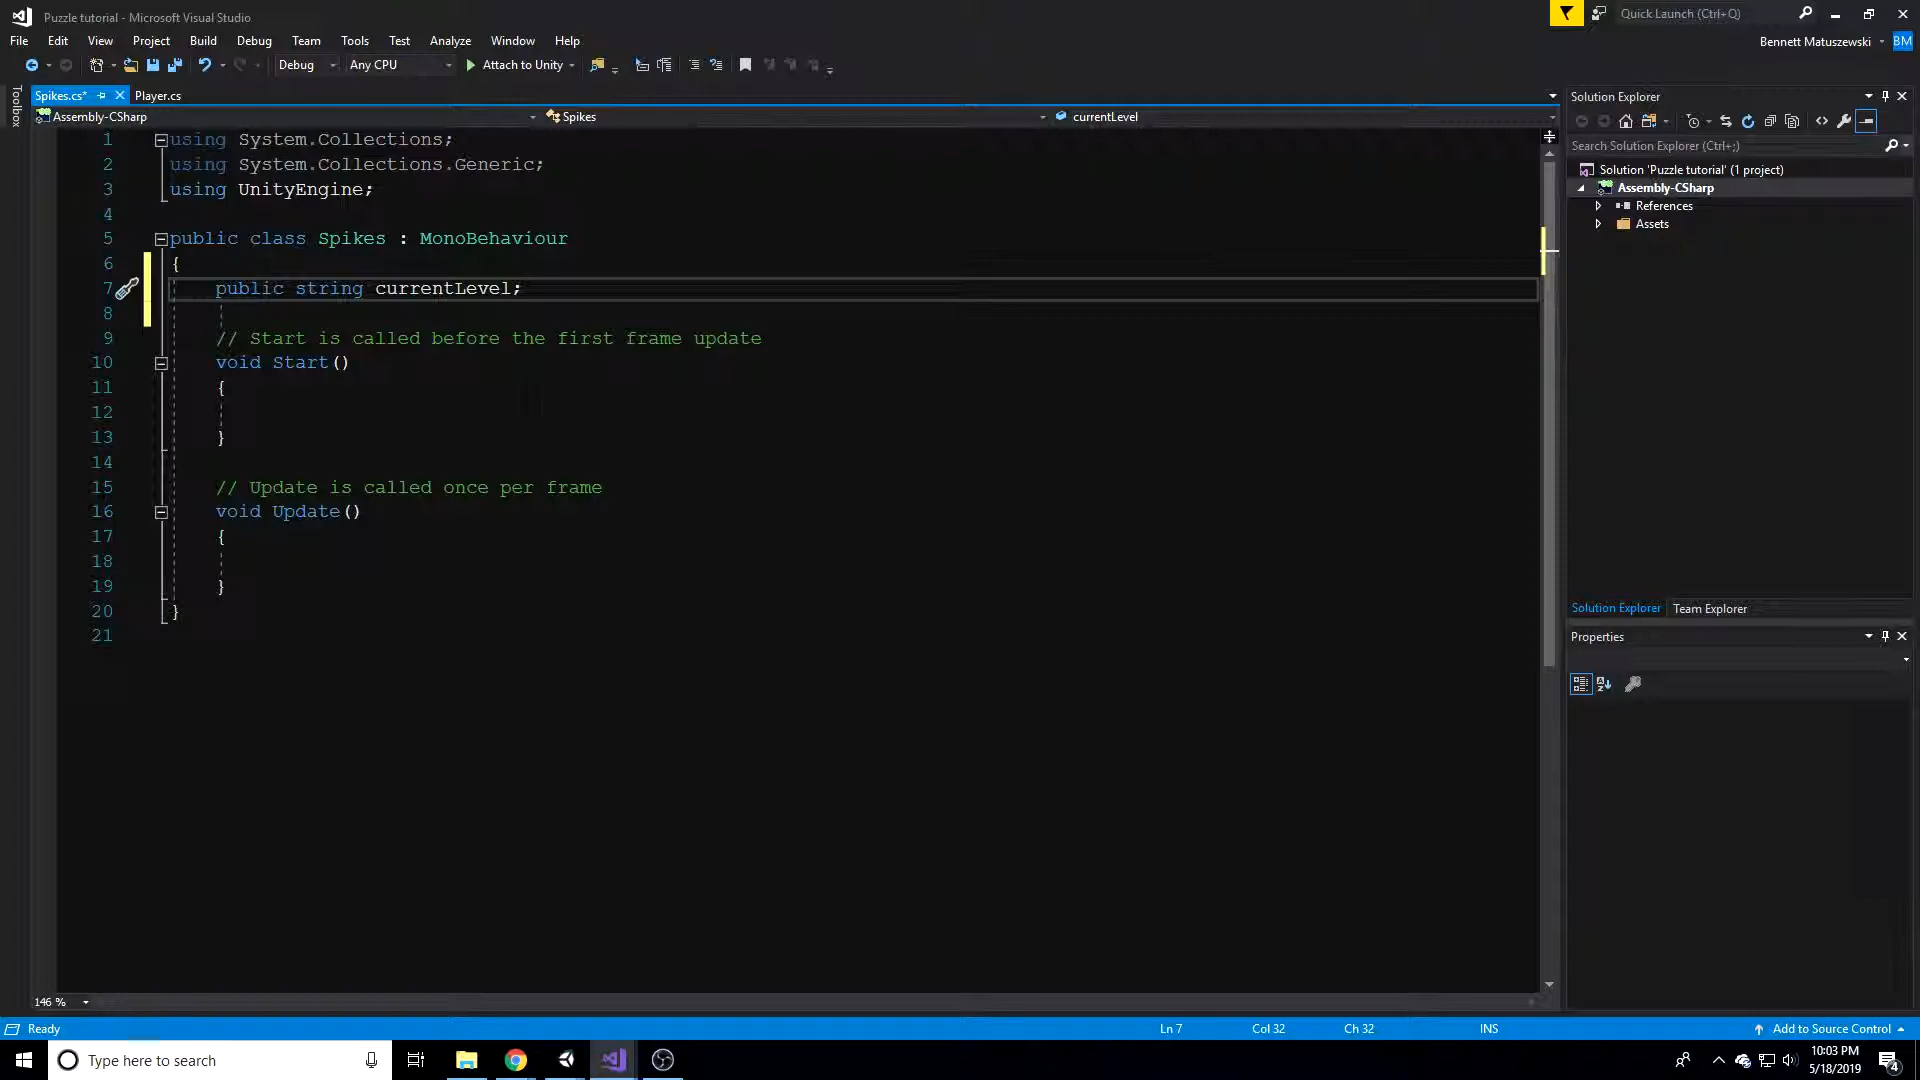 Puzzle tutorial - Microsoft Visual Studio
Quick Launch (Ctrl+Q)
File Edit View Project Build Debug Team Tools Test Analyze Window Help
Bennett Matuszewski BM
Debug Any CPU Attach to Unity
Toolbox
Spikes.cs* Player.cs
Assembly-CSharp Spikes currentLevel
1 using System.Collections;
2 using System.Collections.Generic;
3 using UnityEngine;
4
5 public class Spikes : MonoBehaviour
6 {
7 public string currentLevel;
8
9 // Start is called before the first frame update
10 void Start()
11 {
12
13 }
14
15 // Update is called once per frame
16 void Update()
17 {
18
19 }
20 }
21
146 %
Solution Explorer
Search Solution Explorer (Ctrl+;)
Solution 'Puzzle tutorial' (1 project)
Assembly-CSharp
References
Assets
Solution Explorer Team Explorer
Properties
Ready Ln 7 Col 32 Ch 32 INS Add to Source Control
Type here to search
10:03 PM
5/18/2019
4